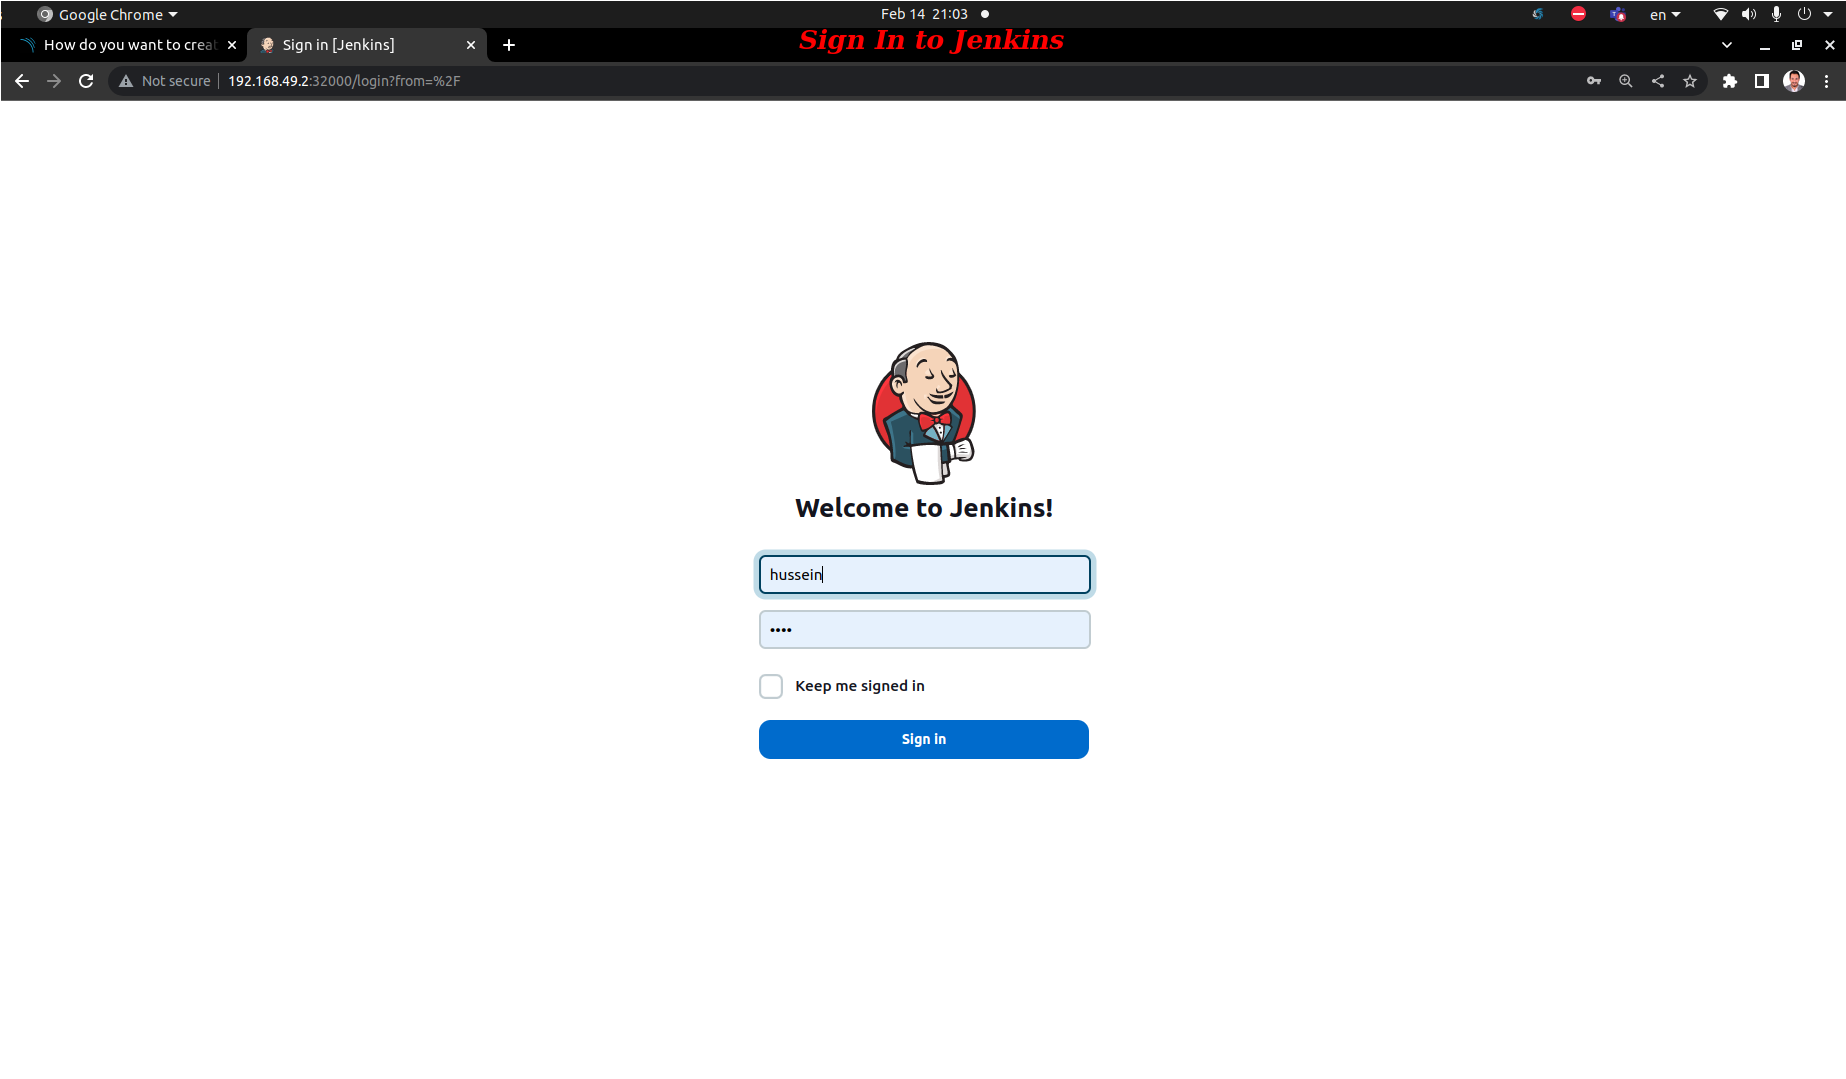 Google Chrome
Feb 14 21:03
en
How do you want to creat
Sign in [Jenkins]
Sign In to Jenkins
Not secure
192.168.49.2:32000/login?from=%2F
Welcome to Jenkins!
hussein
••••
Keep me signed in
Sign in